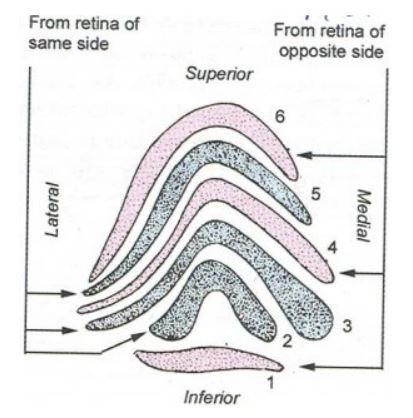 From retina of
same side
From retina of
opposite side
Superior
6
5
Lateral
Medial
4
3
2
1
Inferior